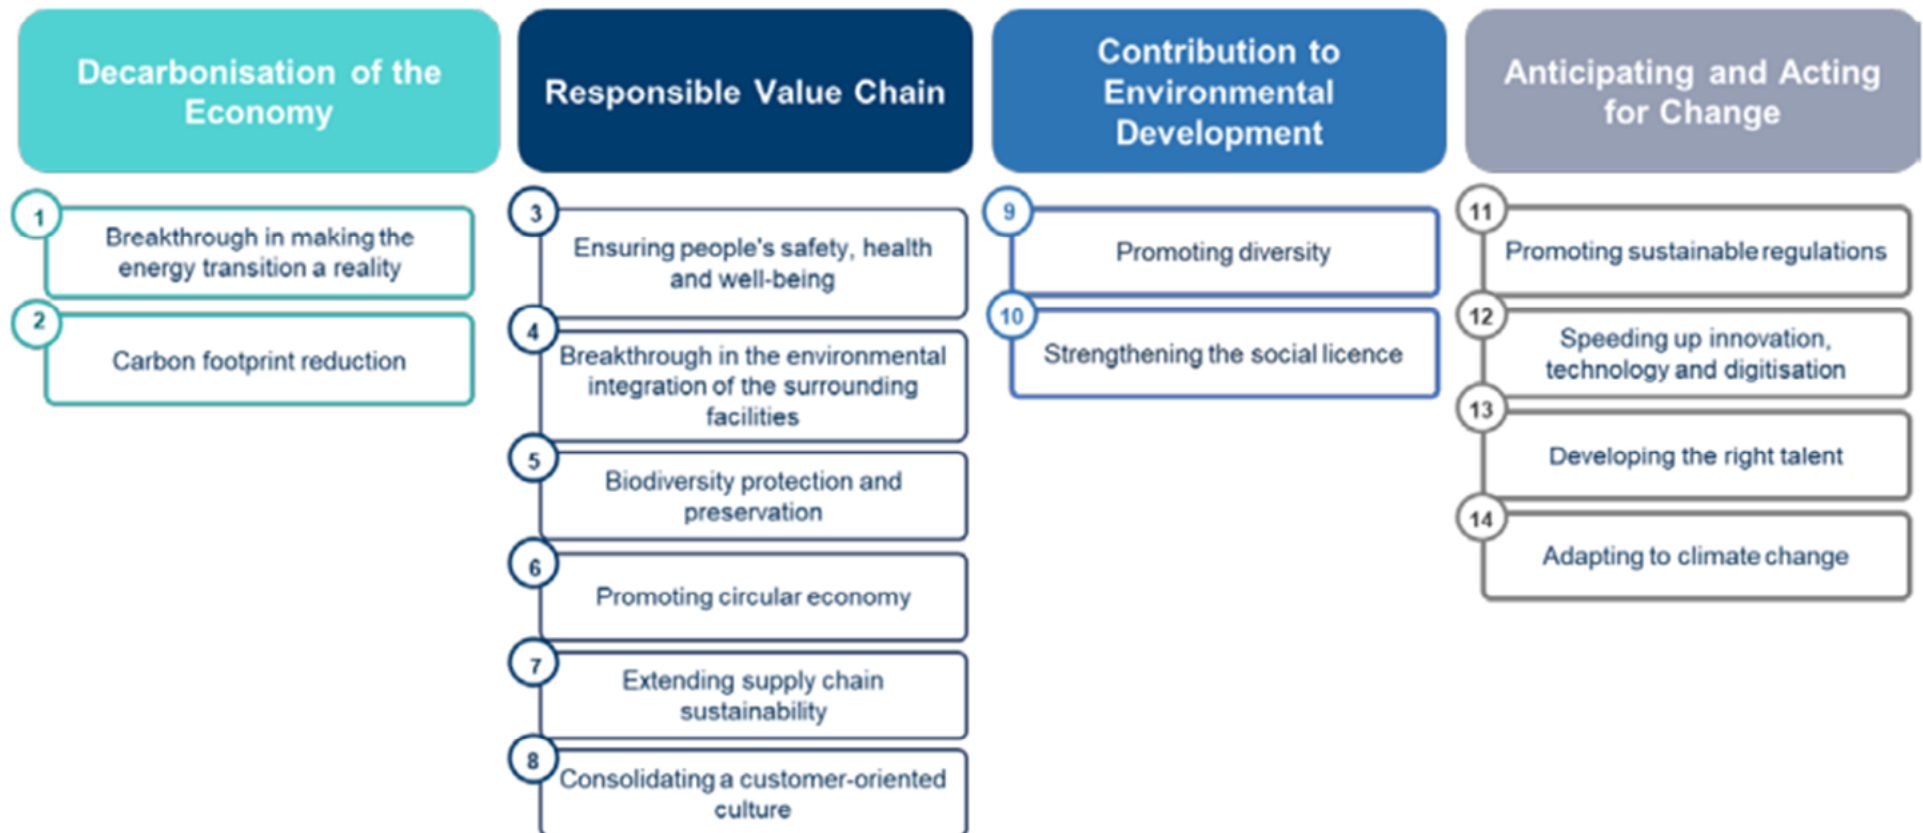 Decarbonisation of the
Economy
1
Breakthrough in making the
energy transition a reality
2
Carbon footprint reduction
Responsible Value Chain
3
Ensuring people's safety, health
and well-being
4
Breakthrough in the environmental
integration of the surrounding
facilities
5
Biodiversity protection and
preservation
6
Promoting circular economy
7
Extending supply chain
sustainability
8
Consolidating a customer-oriented
culture
Contribution to
Environmental
Development
9
Promoting diversity
10
Strengthening the social licence
Anticipating and Acting
for Change
11
Promoting sustainable regulations
12
Speeding up innovation,
technology and digitisation
13
Developing the right talent
14
Adapting to climate change